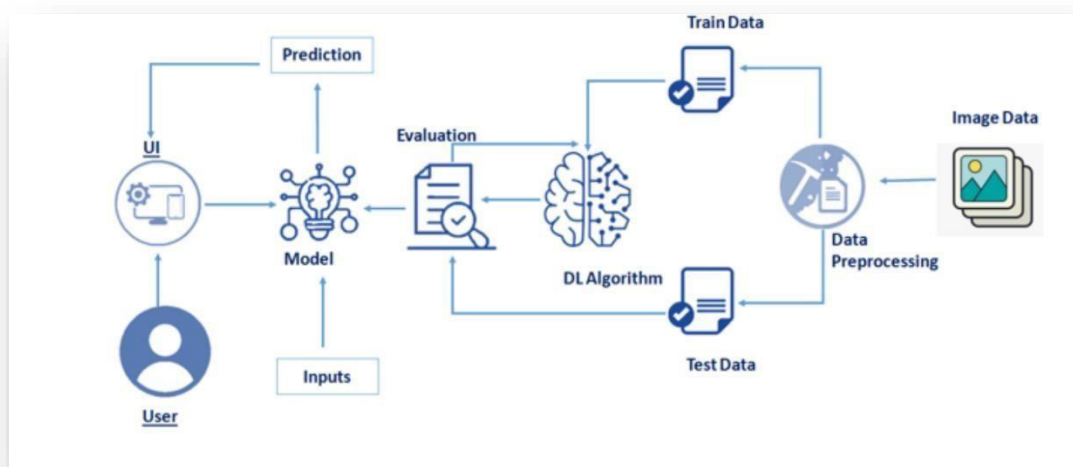 Train Data
Prediction
Image Data
Evaluation
UI
Model
Data
Preprocessing
DL Algorithm
Inputs
Test Data
User